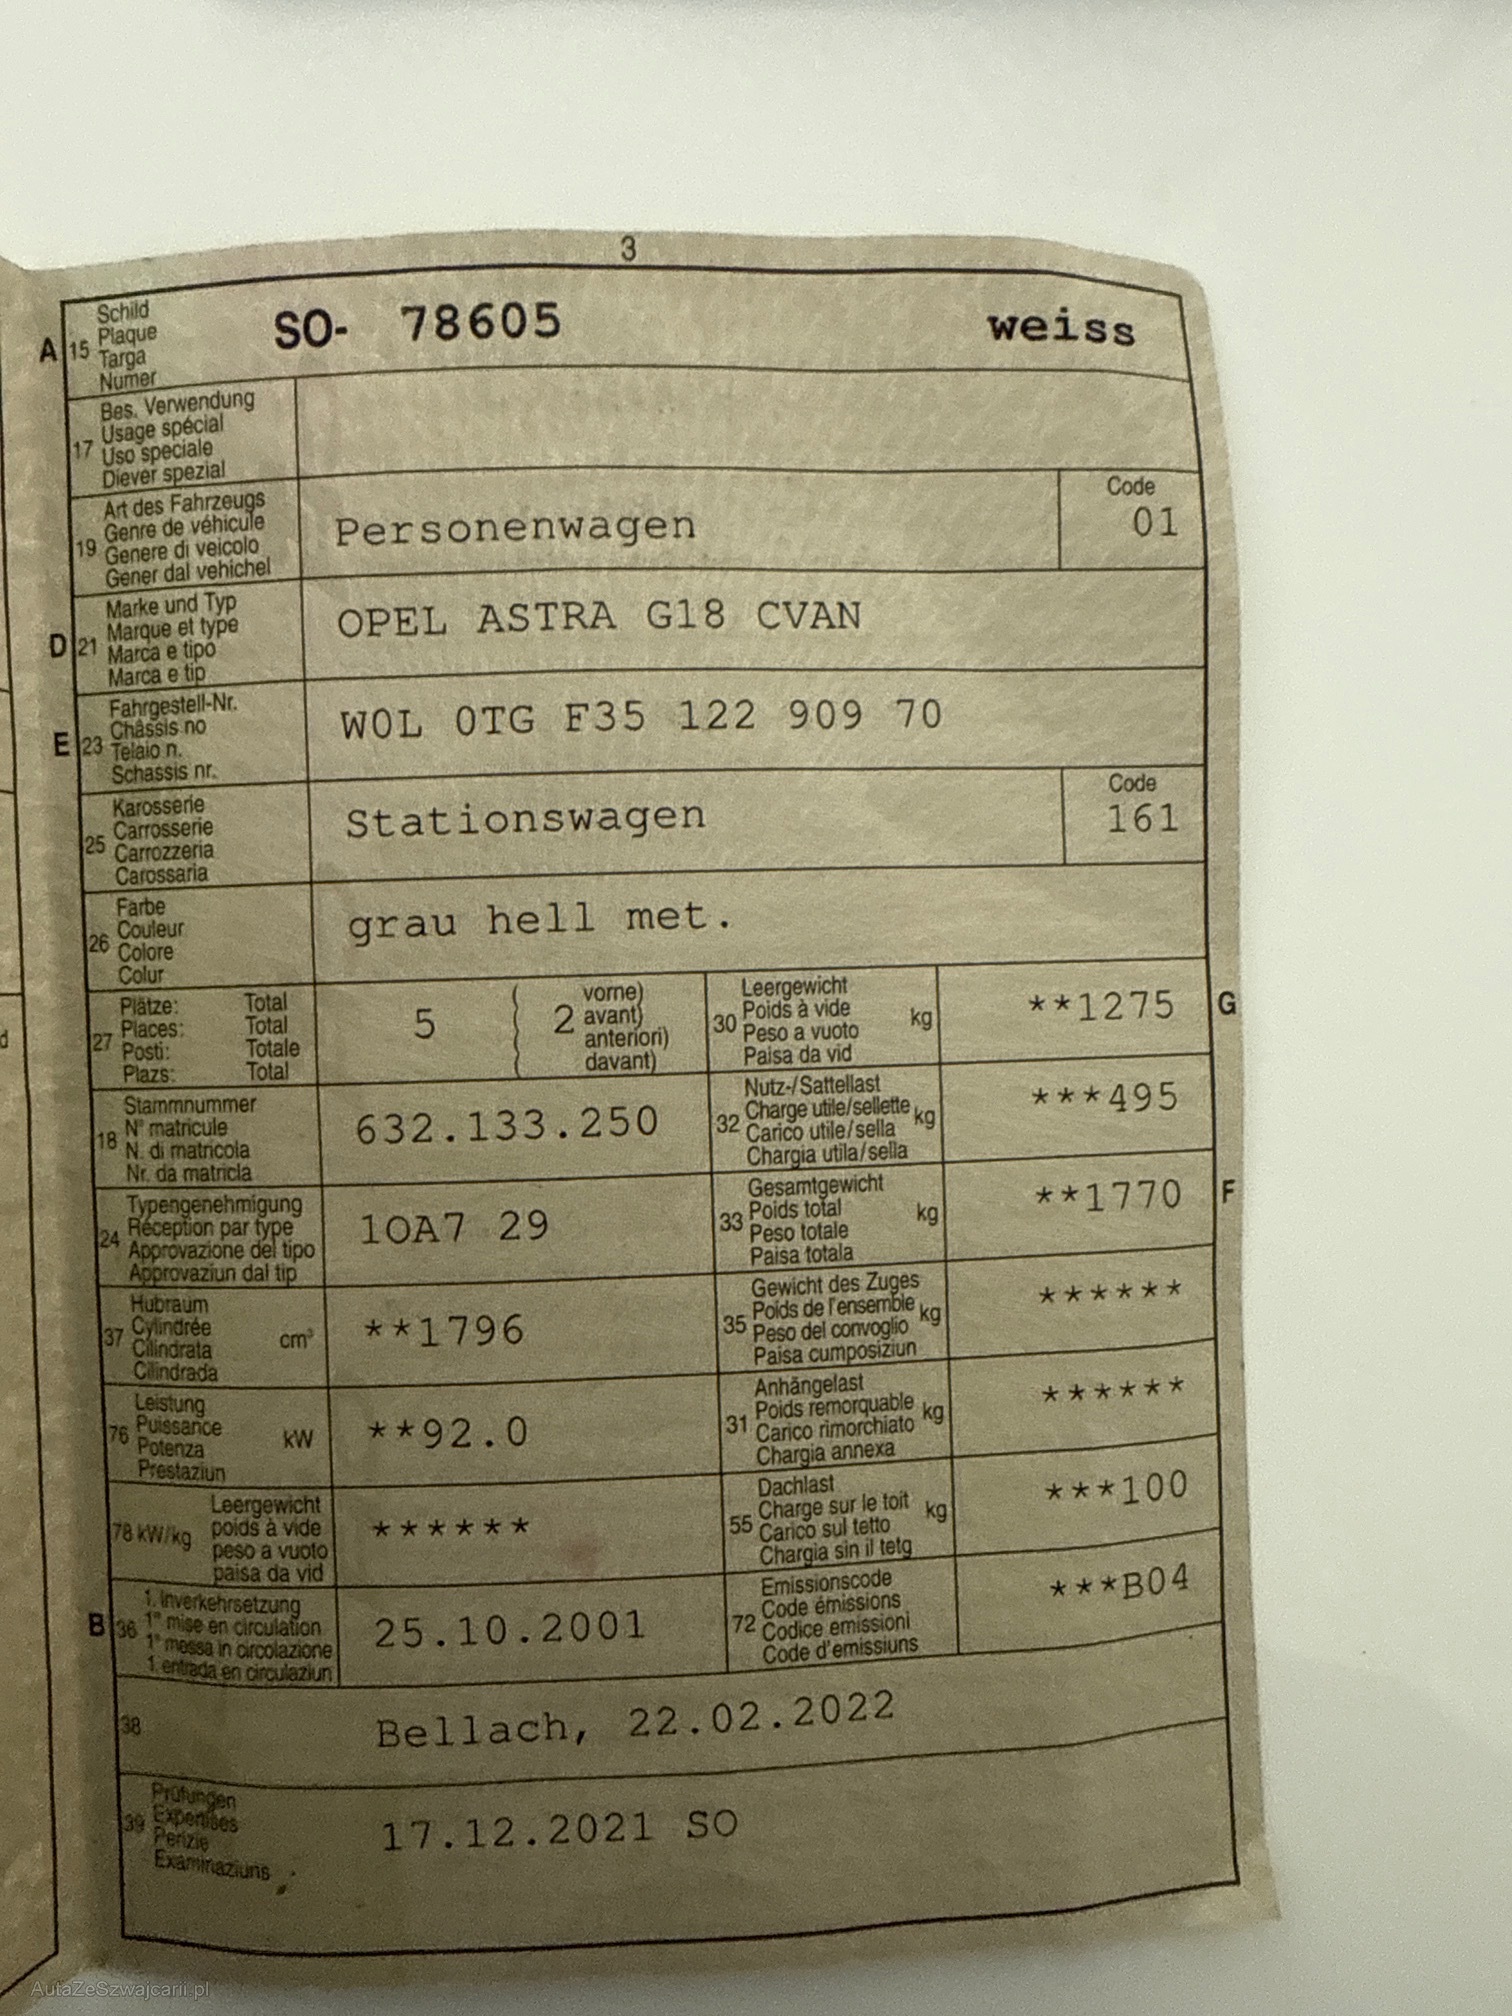 3
A 15 Schild
Plaque
Targa
Numer
SO- 78605 weiss
17 Bes. Verwendung
Usage spécial
Uso speciale
Diever spezial
19 Art des Fahrzeugs
Genre de véhicule
Genere di veicolo
Gener dal vehichel
Personenwagen
Code
01
D 21 Marke und Typ
Marque et type
Marca e tipo
Marca e tip
OPEL ASTRA G18 CVAN
E 23 Fahrgestell-Nr.
Châssis no
Telaio n.
Schassis nr.
W0L 0TG F35 122 909 70
25 Karosserie
Carrosserie
Carrozzeria
Carossaria
Stationswagen
Code
161
26 Farbe
Couleur
Colore
Colur
grau hell met.
27 Plätze: Total
Places: Total
Posti: Totale
Plazs: Total
5 { 2 vorne)
avant)
anteriori)
davant)
30 Leergewicht
Poids à vide
Peso a vuoto
Paisa da vid
kg
**1275 G
18 Stammnummer
N° matricule
N. di matricola
Nr. da matricla
632.133.250
32 Nutz-/Sattellast
Charge utile/sellette
Carico utile/sella
Chargia utila/sella
kg
***495
24 Typengenehmigung
Réception par type
Approvazione del tipo
Approvaziun dal tip
1OA7 29
33 Gesamtgewicht
Poids total
Peso totale
Paisa totala
kg
**1770 F
37 Hubraum
Cylindrée
Cilindrata
Cilindrada
cm³
**1796
35 Gewicht des Zuges
Poids de l'ensemble
Peso del convoglio
Paisa cumposiziun
kg
******
76 Leistung
Puissance
Potenza
Prestaziun
kW
**92.0
31 Anhängelast
Poids remorquable
Carico rimorchiato
Chargia annexa
kg
******
78 kW/kg Leergewicht
poids à vide
peso a vuoto
paisa da vid
******
55 Dachlast
Charge sur le toit
Carico sul tetto
Chargia sin il tetg
kg
***100
B 36 1. Inverkehrsetzung
1re mise en circulation
1a messa in circolazione
1. entrada en circulaziun
25.10.2001
72 Emissionscode
Code émissions
Codice emissioni
Code d'emissiuns
***B04
38 Bellach, 22.02.2022
39 Prüfungen
Expertises
Perizie
Examinaziuns
17.12.2021 SO
d
AutaZeSzwajcarii.pl